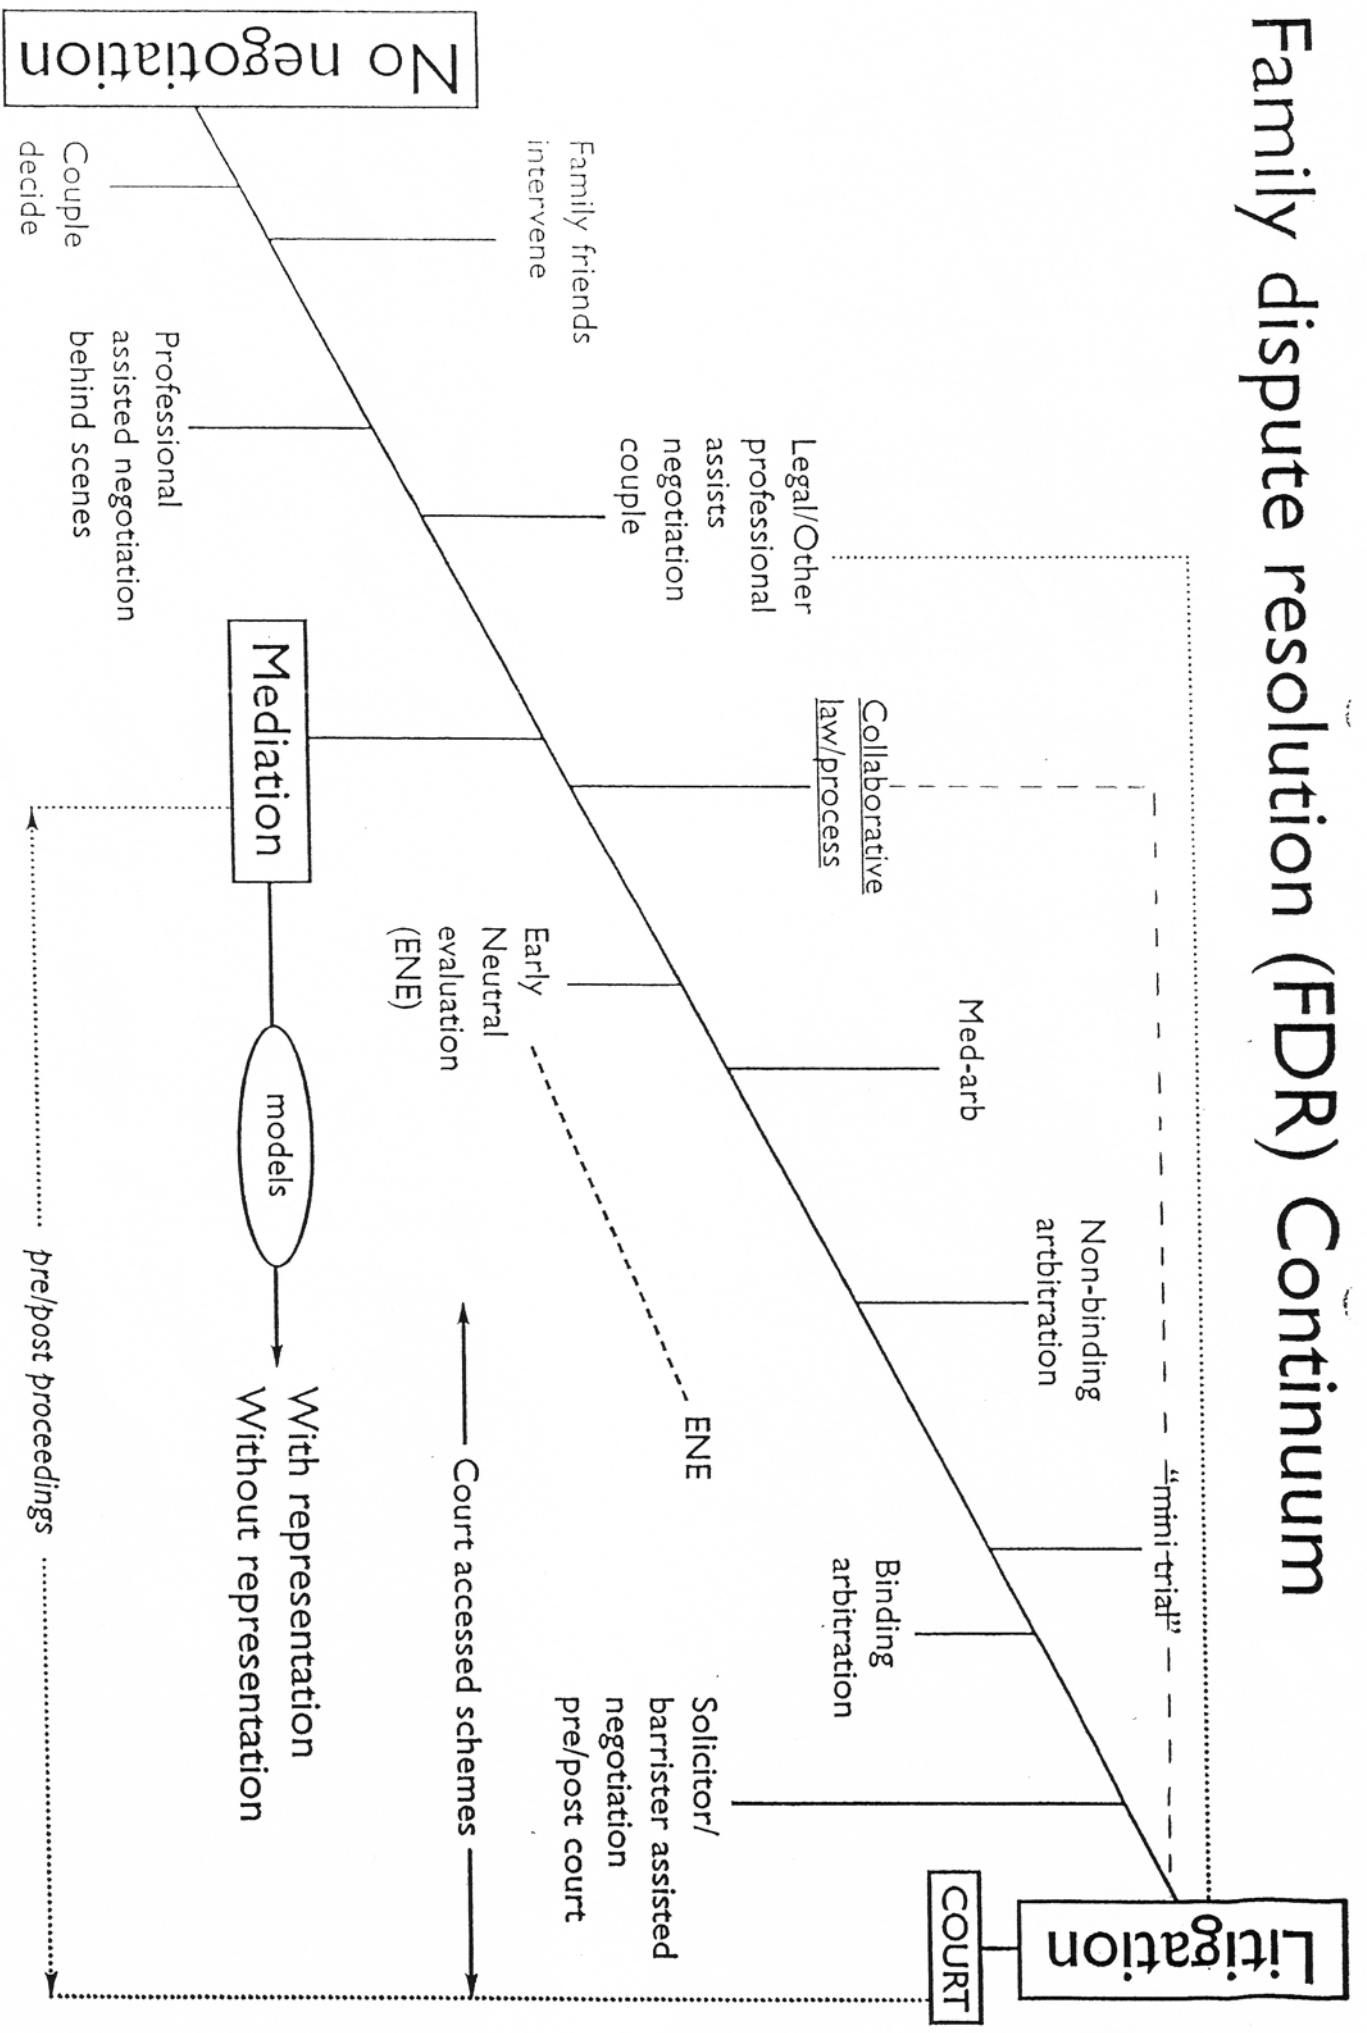 Family dispute resolution (FDR) Continuum
No negotiation
Couple
decide
Family friends
intervene
Professional
assisted negotiation
behind scenes
Legal/Other
professional
assists
negotiation
couple
Mediation
models
With representation
Without representation
pre/post proceedings
Collaborative
law/process
Early
Neutral
evaluation
(ENE)
ENE
Med-arb
Non-binding
artbitration
Court accessed schemes
"mini-trial"
Binding
arbitration
Solicitor/
barrister assisted
negotiation
pre/post court
COURT
Litigation